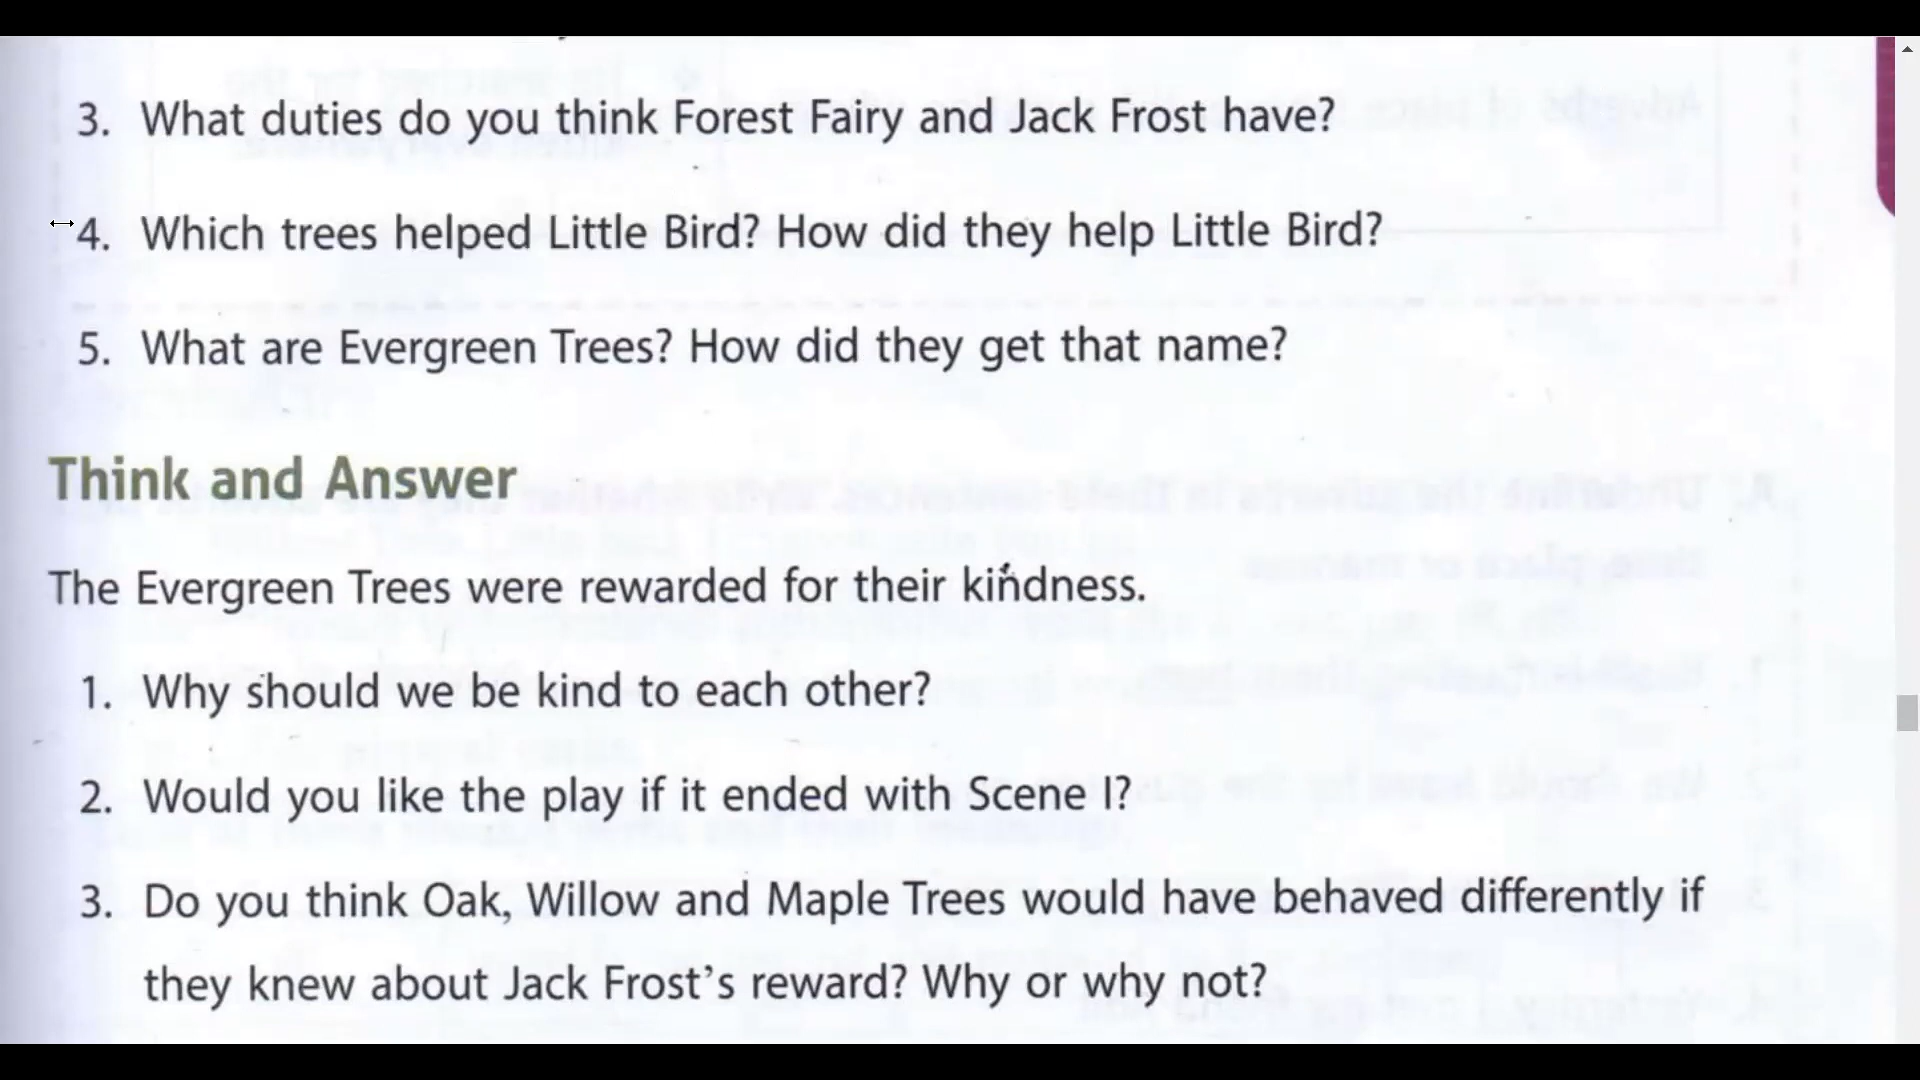 3. What duties do you think Forest Fairy and Jack Frost have?
4. Which trees helped Little Bird? How did they help Little Bird?
5. What are Evergreen Trees? How did they get that name?
Think and Answer
The Evergreen Trees were rewarded for their kindness.
1. Why should we be kind to each other?
2. Would you like the play if it ended with Scene I?
3. Do you think Oak, Willow and Maple Trees would have behaved differently if
they knew about Jack Frost's reward? Why or why not?